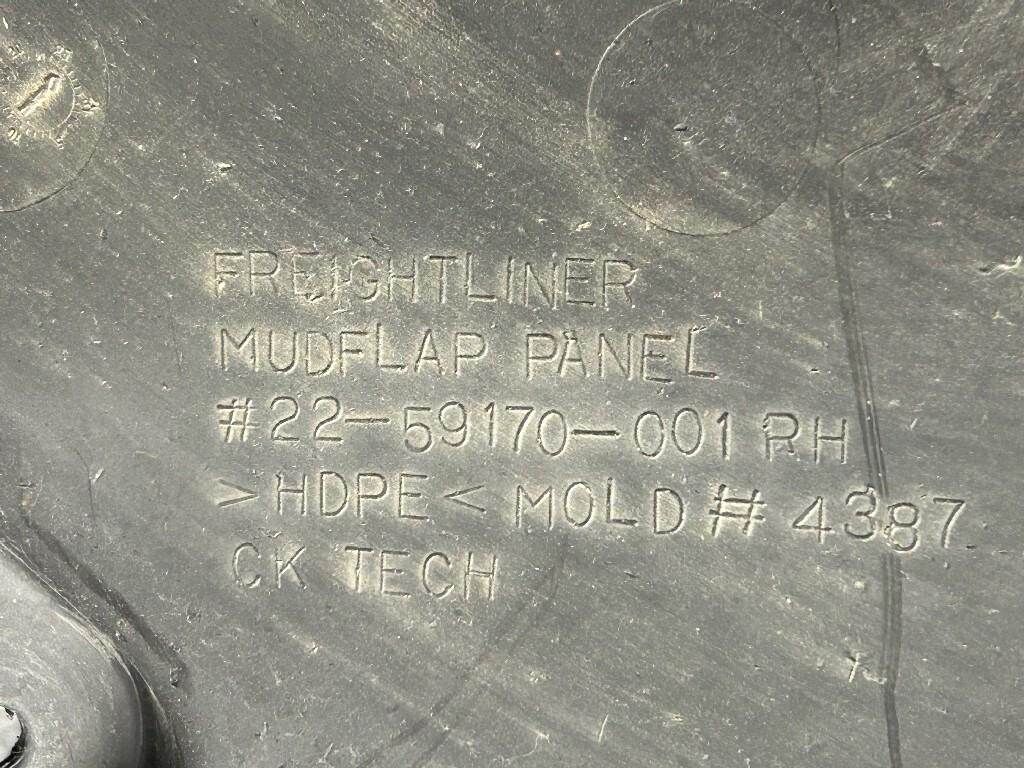 FREIGHTLINER
MUDFLAP PANEL
#22-59170-001 RH
>HDPE< MOLD # 4387
CK TECH